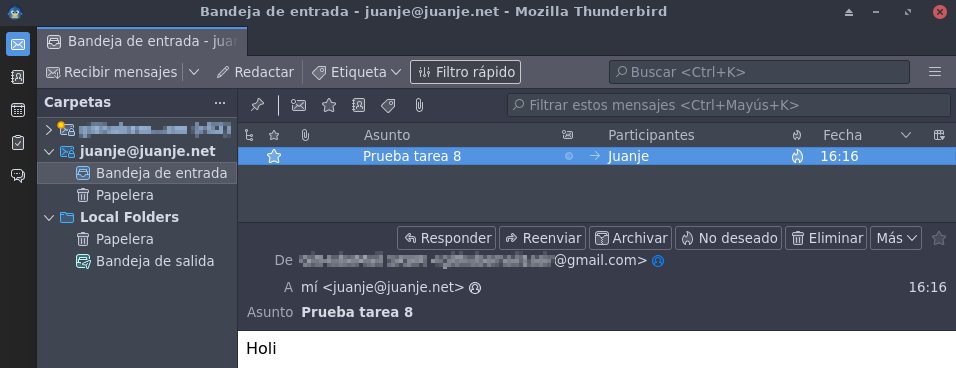 Bandeja de entrada - juanje@juanje.net - Mozilla Thunderbird
Bandeja de entrada - juan
Recibir mensajes Redactar Etiqueta Filtro rápido Buscar <Ctrl+K>
Carpetas ...
Filtrar estos mensajes <Ctrl+Mayús+K>
Asunto Participantes Fecha
juanje@juanje.net
Prueba tarea 8 Juanje 16:16
Bandeja de entrada
Papelera
Local Folders
Papelera
Bandeja de salida
Responder Reenviar Archivar No deseado Eliminar Más
De @gmail.com>
A mí <juanje@juanje.net> 16:16
Asunto Prueba tarea 8
Holi